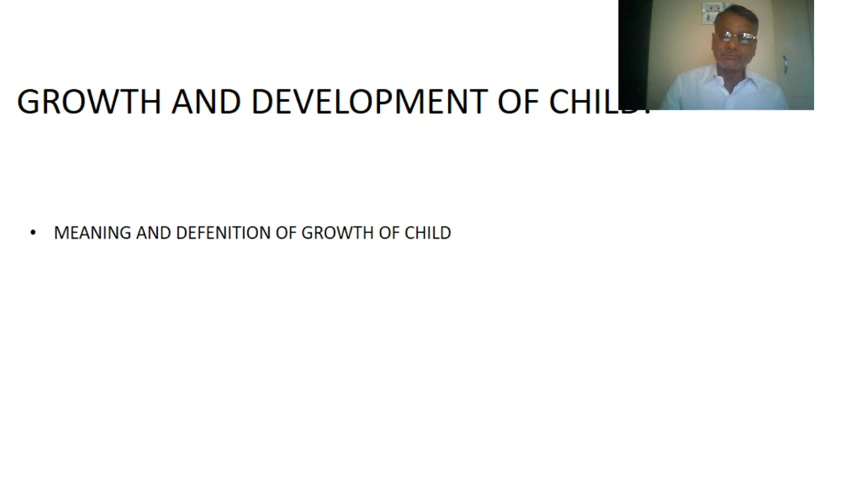 GROWTH AND DEVELOPMENT OF CHILD.
• MEANING AND DEFENITION OF GROWTH OF CHILD